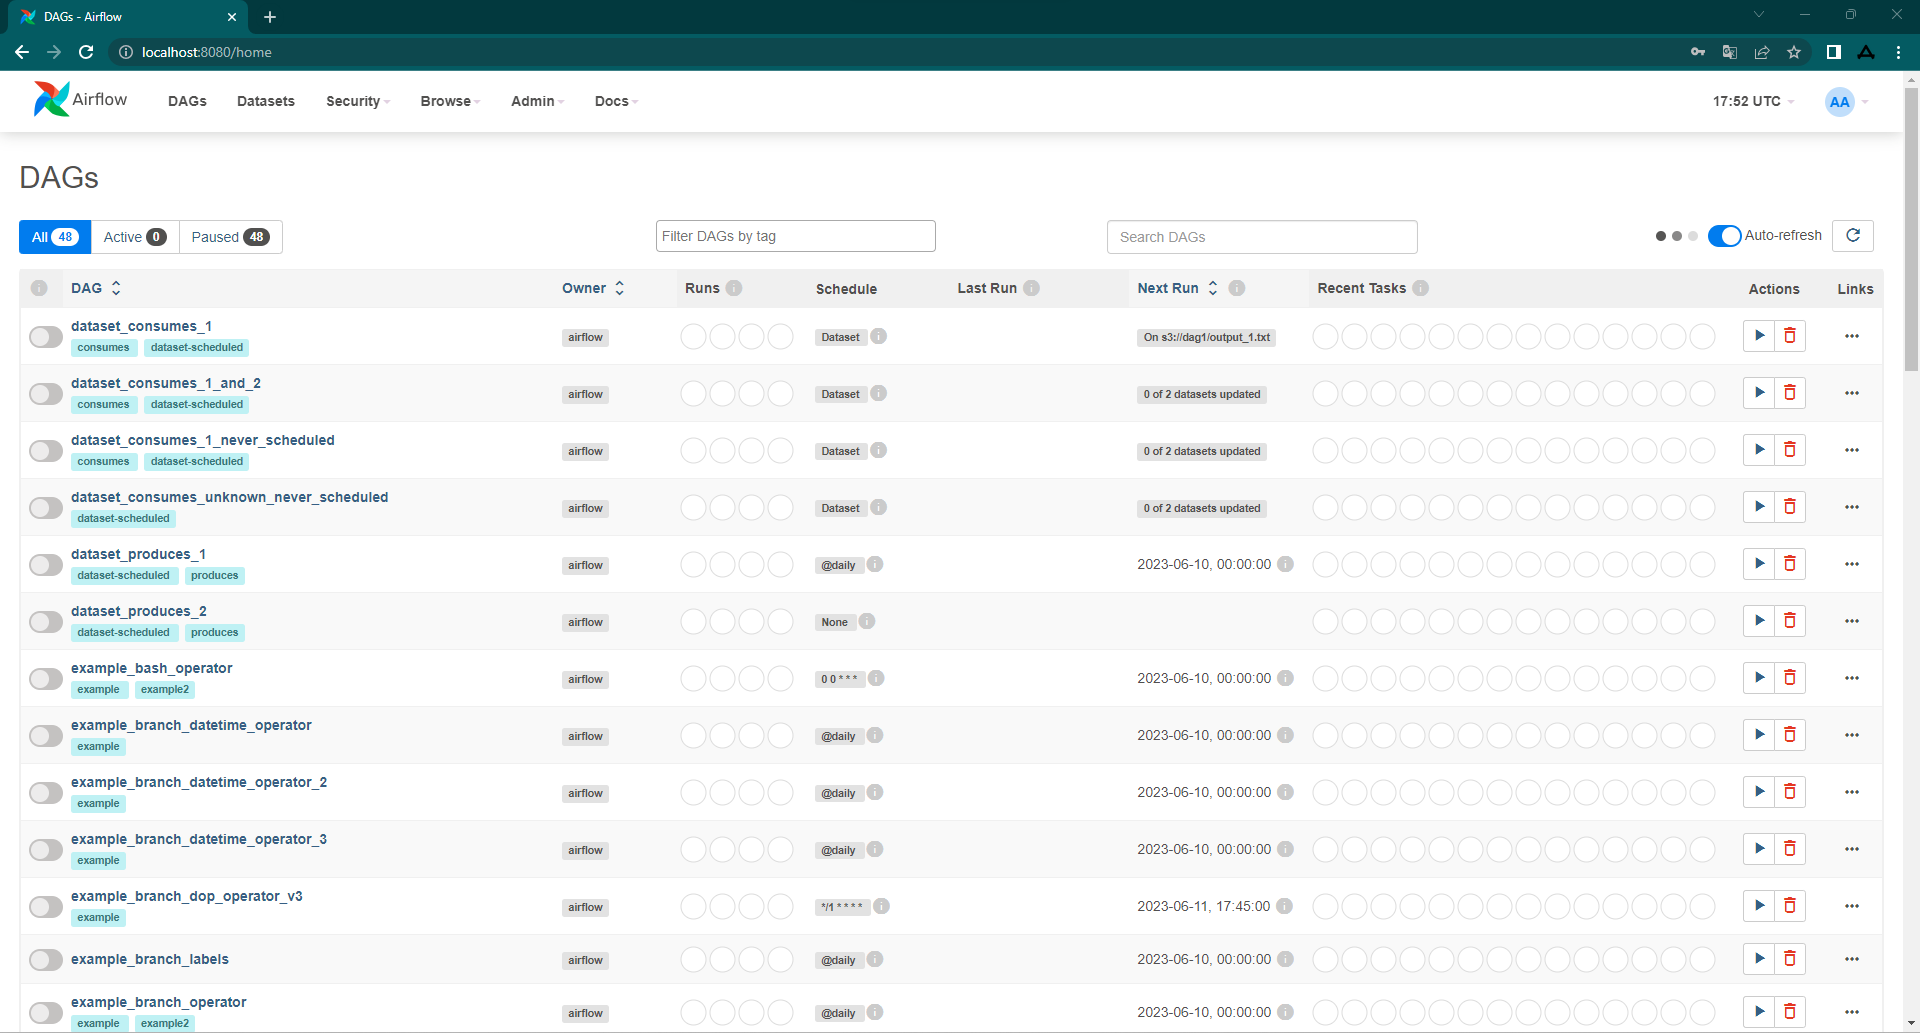 DAGs - Airflow
localhost:8080/home
Airflow DAGs Datasets Security Browse Admin Docs 17:52 UTC AA
DAGs
All 48 Active 0 Paused 48 Filter DAGs by tag Search DAGs Auto-refresh
DAG Owner Runs Schedule Last Run Next Run Recent Tasks Actions Links
dataset_consumes_1
consumes dataset-scheduled airflow Dataset On s3://dag1/output_1.txt
dataset_consumes_1_and_2
consumes dataset-scheduled airflow Dataset 0 of 2 datasets updated
dataset_consumes_1_never_scheduled
consumes dataset-scheduled airflow Dataset 0 of 2 datasets updated
dataset_consumes_unknown_never_scheduled
dataset-scheduled airflow Dataset 0 of 2 datasets updated
dataset_produces_1
dataset-scheduled produces airflow @daily 2023-06-10, 00:00:00
dataset_produces_2
dataset-scheduled produces airflow None
example_bash_operator
example example2 airflow 0 0 * * * 2023-06-10, 00:00:00
example_branch_datetime_operator
example airflow @daily 2023-06-10, 00:00:00
example_branch_datetime_operator_2
example airflow @daily 2023-06-10, 00:00:00
example_branch_datetime_operator_3
example airflow @daily 2023-06-10, 00:00:00
example_branch_dop_operator_v3
example airflow */1 * * * * 2023-06-11, 17:45:00
example_branch_labels airflow @daily 2023-06-10, 00:00:00
example_branch_operator
example example2 airflow @daily 2023-06-10, 00:00:00